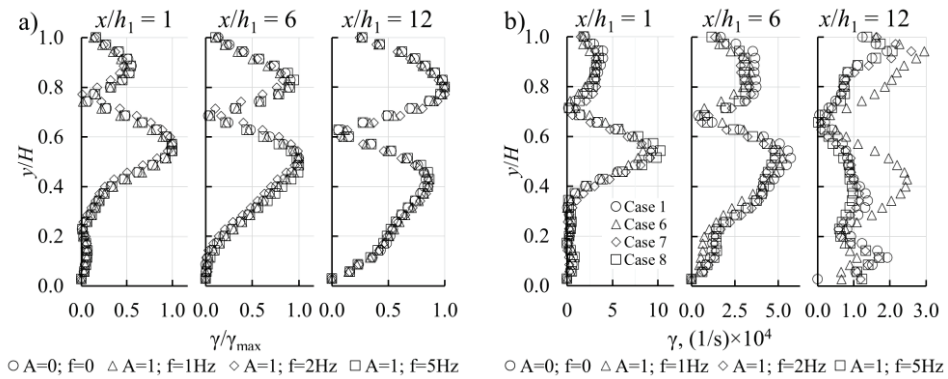 a) x/h₁ = 1 x/h₁ = 6 x/h₁ = 12
1.0
0.8
0.6
0.4
0.2
0.0
y/H
0.0 0.5 1.0 0.0 0.5 1.0 0.0 0.5 1.0
γ/γmax
A=0; f=0 A=1; f=1Hz A=1; f=2Hz A=1; f=5Hz
b) x/h₁ = 1 x/h₁ = 6 x/h₁ = 12
1.0
0.8
0.6
0.4
0.2
0.0
y/H
Case 1
Case 6
Case 7
Case 8
0 5 10 0.0 2.5 5.0 0.0 1.0 2.0 3.0
γ, (1/s)×10⁴
A=0; f=0 A=1; f=1Hz A=1; f=2Hz A=1; f=5Hz